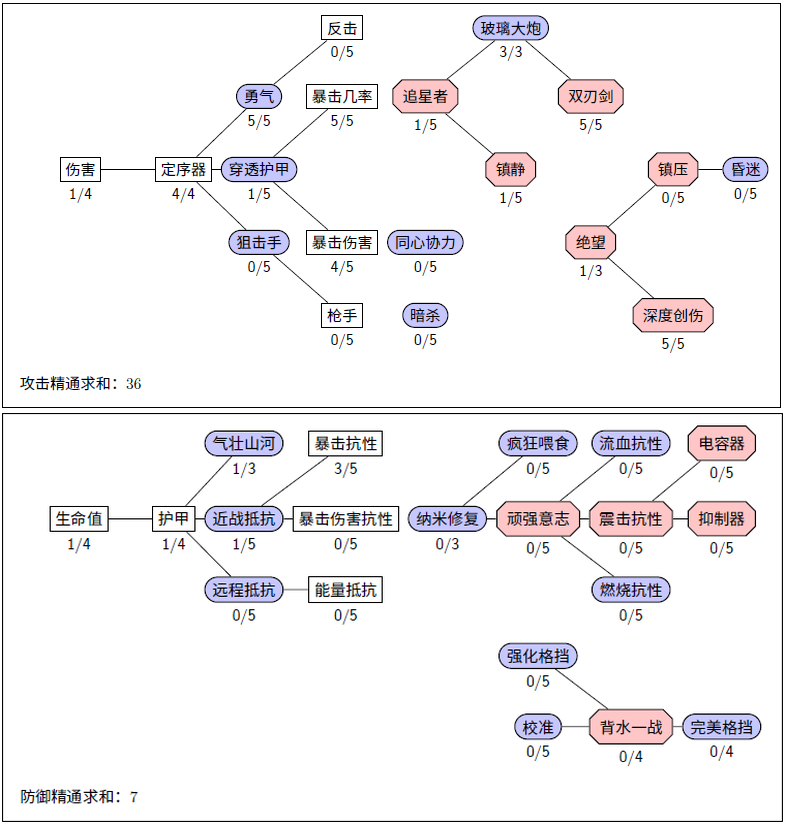 反击
0/5
玻璃大炮
3/3
勇气
5/5
暴击几率
5/5
追星者
1/5
双刃剑
5/5
伤害
1/4
定序器
4/4
穿透护甲
1/5
镇静
1/5
镇压
0/5
昏迷
0/5
狙击手
0/5
暴击伤害
4/5
同心协力
0/5
绝望
1/3
枪手
0/5
暗杀
0/5
深度创伤
5/5
攻击精通求和：36
气壮山河
1/3
暴击抗性
3/5
疯狂喂食
0/5
流血抗性
0/5
电容器
0/5
生命值
1/4
护甲
1/4
近战抵抗
1/5
暴击伤害抗性
0/5
纳米修复
0/3
顽强意志
0/5
震击抗性
0/5
抑制器
0/5
远程抵抗
0/5
能量抵抗
0/5
燃烧抗性
0/5
强化格挡
0/5
校准
0/5
背水一战
0/4
完美格挡
0/4
防御精通求和：7